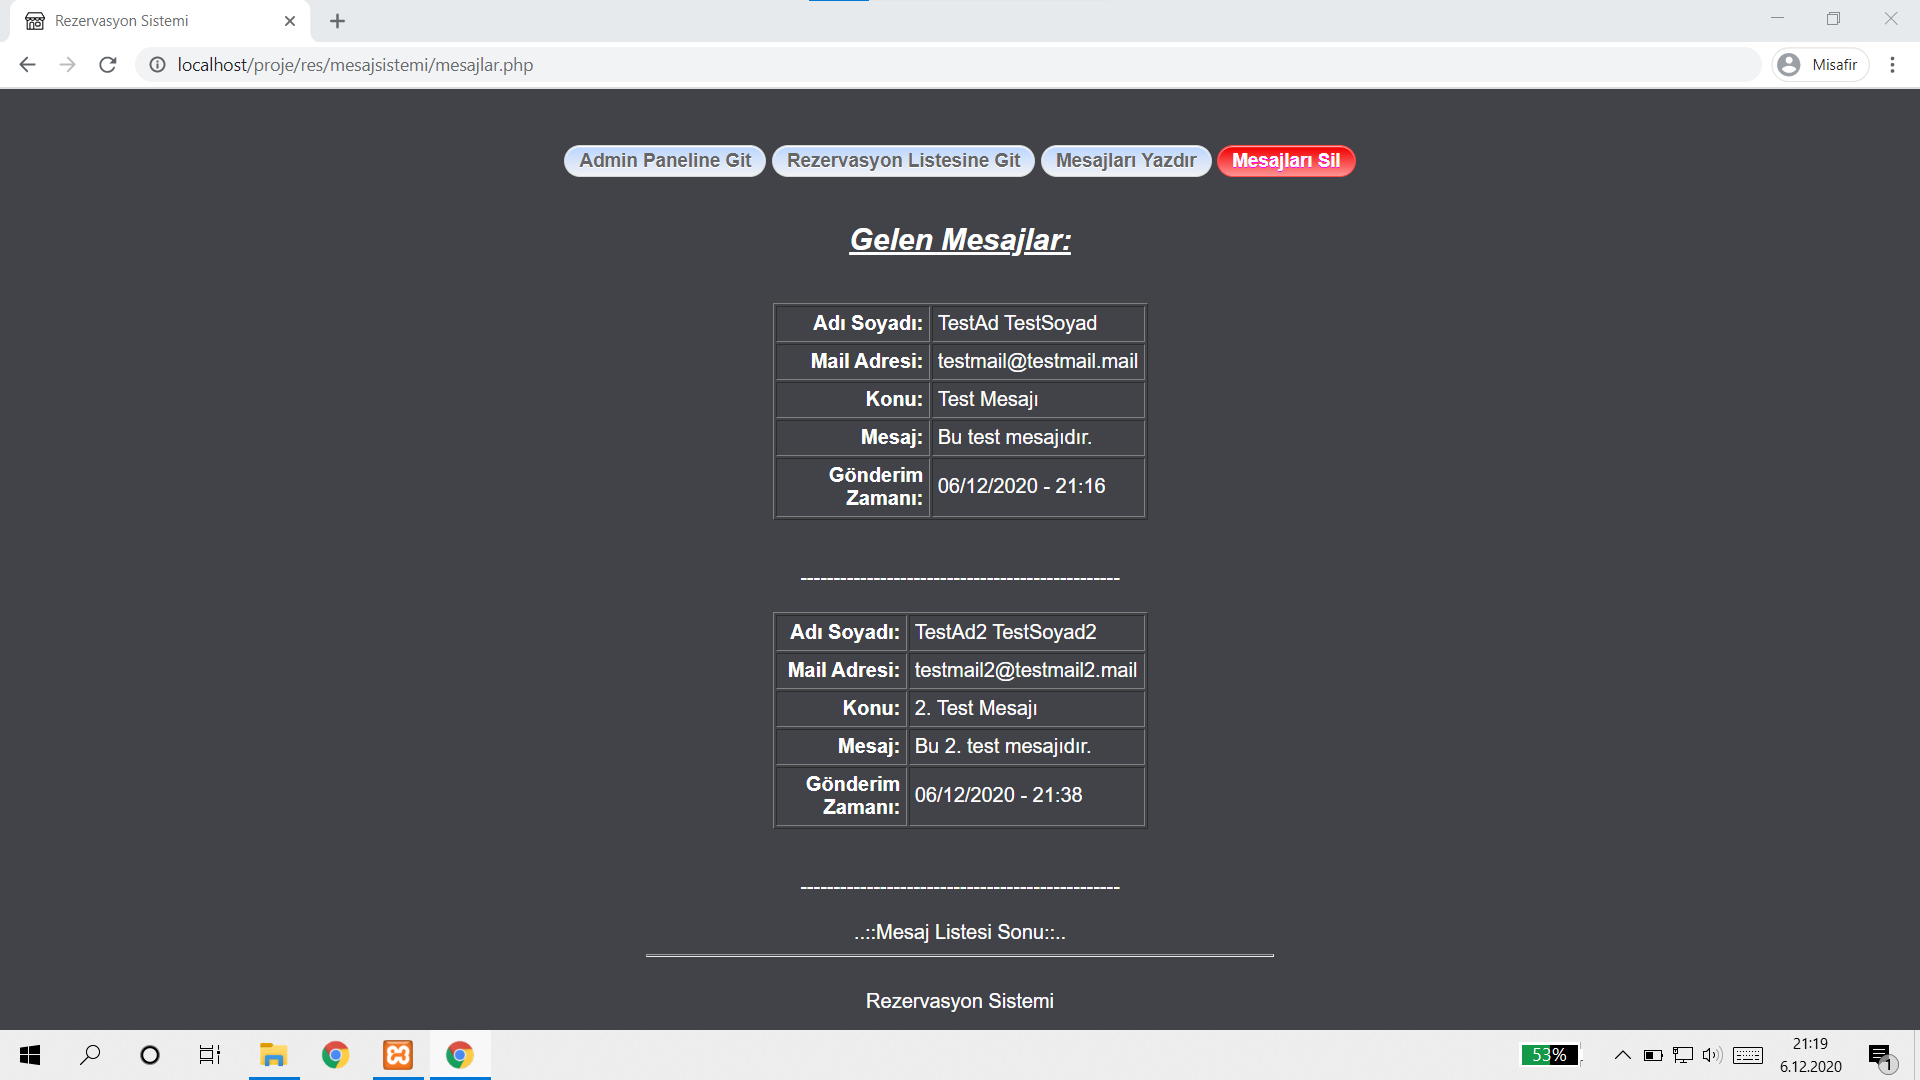 Rezervasyon Sistemi
localhost/proje/res/mesajsistemi/mesajlar.php
Misafir
Admin Paneline Git
Rezervasyon Listesine Git
Mesajları Yazdır
Mesajları Sil
Gelen Mesajlar:
Adı Soyadı: TestAd TestSoyad
Mail Adresi: testmail@testmail.mail
Konu: Test Mesajı
Mesaj: Bu test mesajıdır.
Gönderim
Zamanı: 06/12/2020 - 21:16
------------------------------------------------
Adı Soyadı: TestAd2 TestSoyad2
Mail Adresi: testmail2@testmail2.mail
Konu: 2. Test Mesajı
Mesaj: Bu 2. test mesajıdır.
Gönderim
Zamanı: 06/12/2020 - 21:38
------------------------------------------------
..::Mesaj Listesi Sonu::..
Rezervasyon Sistemi
53%
21:19
6.12.2020
1